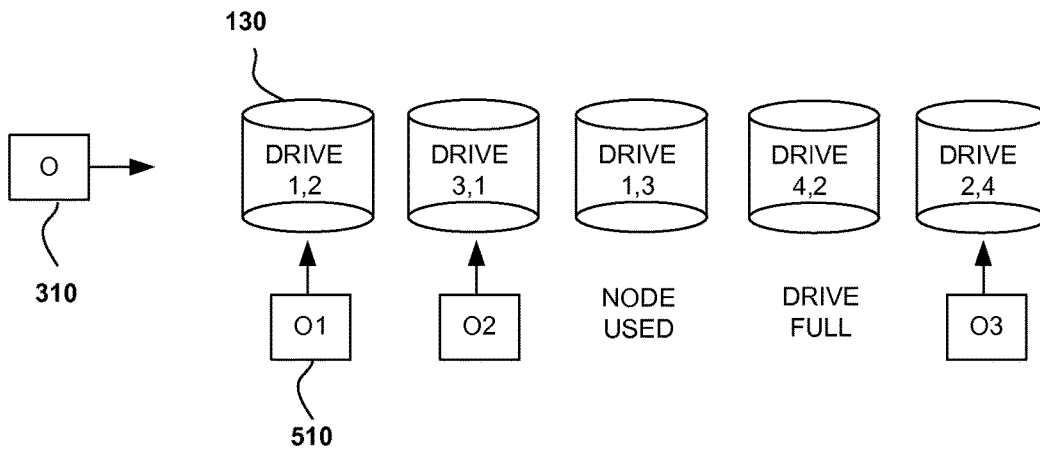 130
O
310
DRIVE
1,2
DRIVE
3,1
DRIVE
1,3
DRIVE
4,2
DRIVE
2,4
O1
510
O2
NODE
USED
DRIVE
FULL
O3